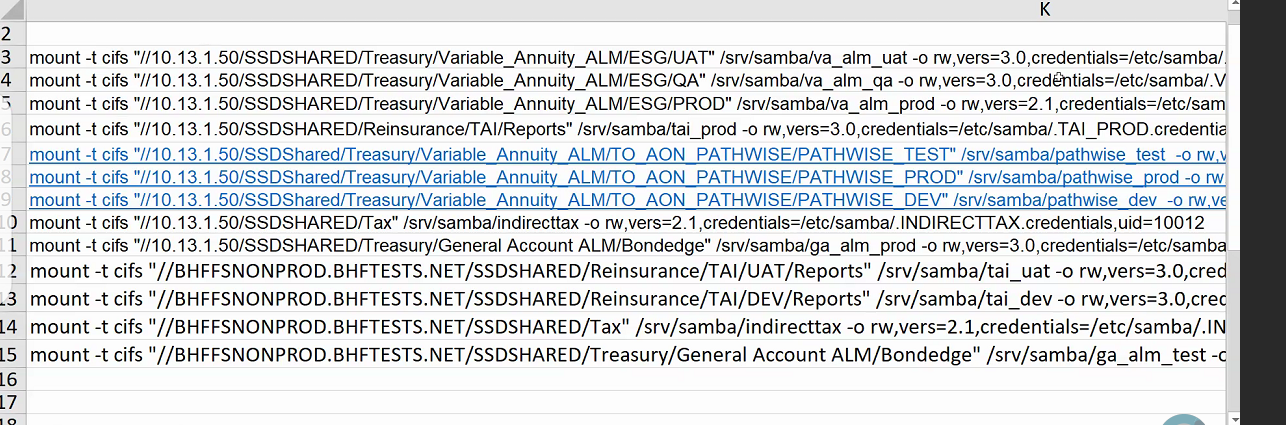 K
2
3 mount -t cifs "//10.13.1.50/SSDSHARED/Treasury/Variable_Annuity_ALM/ESG/UAT" /srv/samba/va_alm_uat -o rw,vers=3.0,credentials=/etc/samba/.
4 mount -t cifs "//10.13.1.50/SSDSHARED/Treasury/Variable_Annuity_ALM/ESG/QA" /srv/samba/va_alm_qa -o rw,vers=3.0,credentials=/etc/samba/.V
5 mount -t cifs "//10.13.1.50/SSDSHARED/Treasury/Variable_Annuity_ALM/ESG/PROD" /srv/samba/va_alm_prod -o rw,vers=2.1,credentials=/etc/sam
6 mount -t cifs "//10.13.1.50/SSDSHARED/Reinsurance/TAI/Reports" /srv/samba/tai_prod -o rw,vers=3.0,credentials=/etc/samba/.TAI_PROD.credentia
7 mount -t cifs "//10.13.1.50/SSDShared/Treasury/Variable_Annuity_ALM/TO_AON_PATHWISE/PATHWISE_TEST" /srv/samba/pathwise_test -o rw,v
8 mount -t cifs "//10.13.1.50/SSDShared/Treasury/Variable_Annuity_ALM/TO_AON_PATHWISE/PATHWISE_PROD" /srv/samba/pathwise_prod -o rw
9 mount -t cifs "//10.13.1.50/SSDShared/Treasury/Variable_Annuity_ALM/TO_AON_PATHWISE/PATHWISE_DEV" /srv/samba/pathwise_dev -o rw,ve
10 mount -t cifs "//10.13.1.50/SSDSHARED/Tax" /srv/samba/indirecttax -o rw,vers=2.1,credentials=/etc/samba/.INDIRECTTAX.credentials,uid=10012
11 mount -t cifs "//10.13.1.50/SSDSHARED/Treasury/General Account ALM/Bondedge" /srv/samba/ga_alm_prod -o rw,vers=3.0,credentials=/etc/samba
12 mount -t cifs "//BHFFSNONPROD.BHFTESTS.NET/SSDSHARED/Reinsurance/TAI/UAT/Reports" /srv/samba/tai_uat -o rw,vers=3.0,cred
13 mount -t cifs "//BHFFSNONPROD.BHFTESTS.NET/SSDSHARED/Reinsurance/TAI/DEV/Reports" /srv/samba/tai_dev -o rw,vers=3.0,cred
14 mount -t cifs "//BHFFSNONPROD.BHFTESTS.NET/SSDSHARED/Tax" /srv/samba/indirecttax -o rw,vers=2.1,credentials=/etc/samba/.IN
15 mount -t cifs "//BHFFSNONPROD.BHFTESTS.NET/SSDSHARED/Treasury/General Account ALM/Bondedge" /srv/samba/ga_alm_test -o
16
17
18